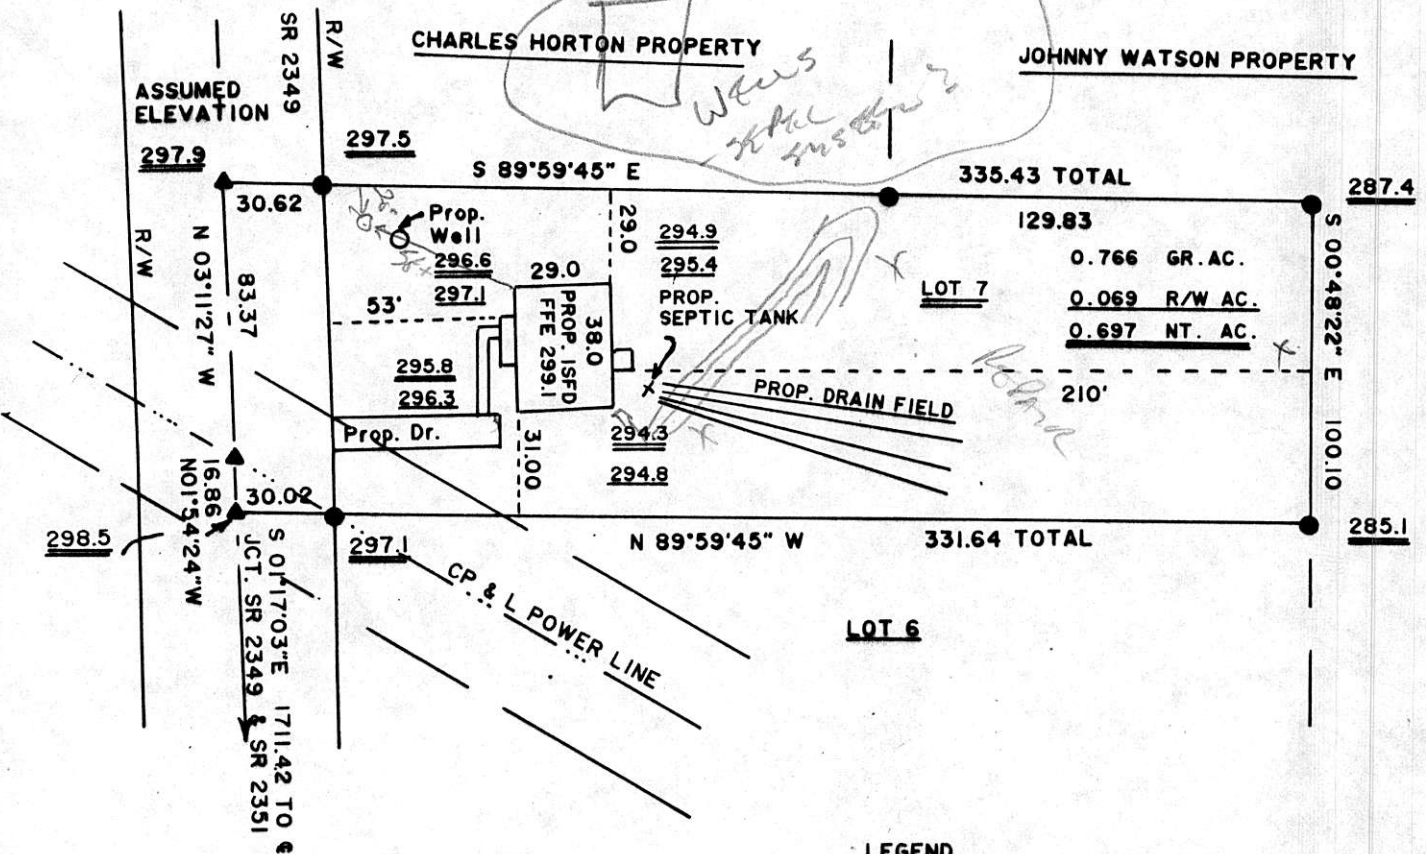 SR 2349
R/W
CHARLES HORTON PROPERTY
JOHNNY WATSON PROPERTY
Wells
ASSUMED
ELEVATION
297.9
297.5
S 89°59'45" E
335.43 TOTAL
287.4
30.62
129.83
R/W
N 03°11'27" W
83.37
Prop.
Well
296.6
297.1
29.0
29.0
294.9
295.4
PROP.
SEPTIC TANK
LOT 7
0.766 GR. AC.
0.069 R/W AC.
0.697 NT. AC.
S 00°48'22" E 100.10
53'
PROP. ISFD
FFE 299.1
38.0
295.8
296.3
PROP. DRAIN FIELD
210'
Prop. Dr.
31.00
294.3
294.8
16.86
N01°54'24"W
30.02
298.5
297.1
N 89°59'45" W
331.64 TOTAL
285.1
S 01°17'03"E 1711.42 TO ℄
JCT. SR 2349 & SR 2351
CP & L POWER LINE
LOT 6
LEGEND